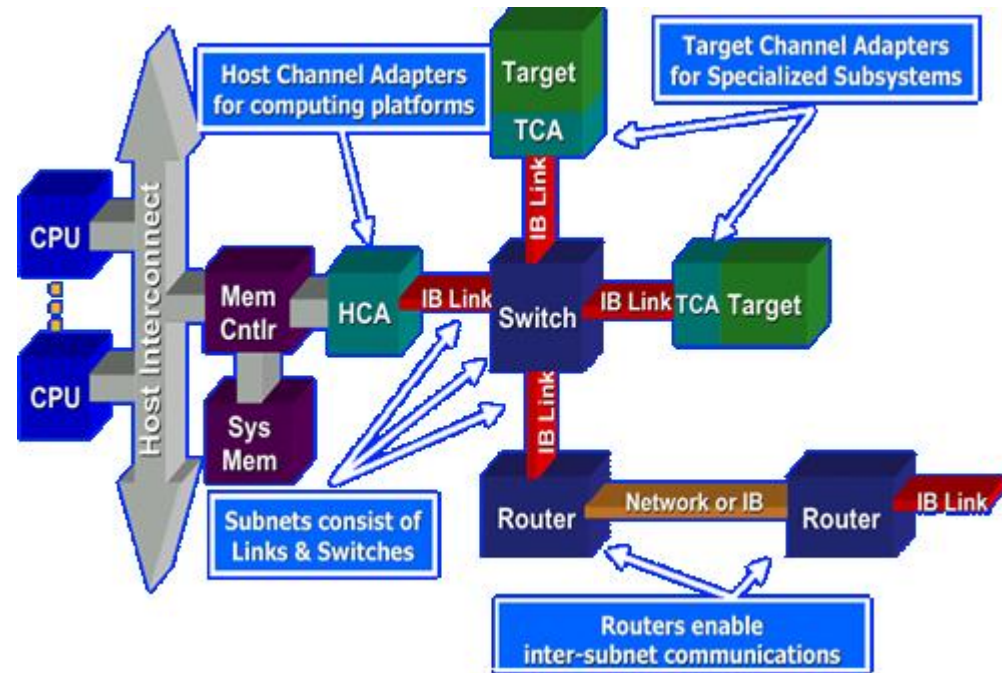 Host Channel Adapters
for computing platforms
Target
TCA
Target Channel Adapters
for Specialized Subsystems
IB Link
CPU
CPU
Host Interconnect
Mem
Cntlr
Sys
Mem
HCA
IB Link
Switch
IB Link
TCA
Target
IB Link
Subnets consist of
Links & Switches
Router
Network or IB
Router
IB Link
Routers enable
inter-subnet communications